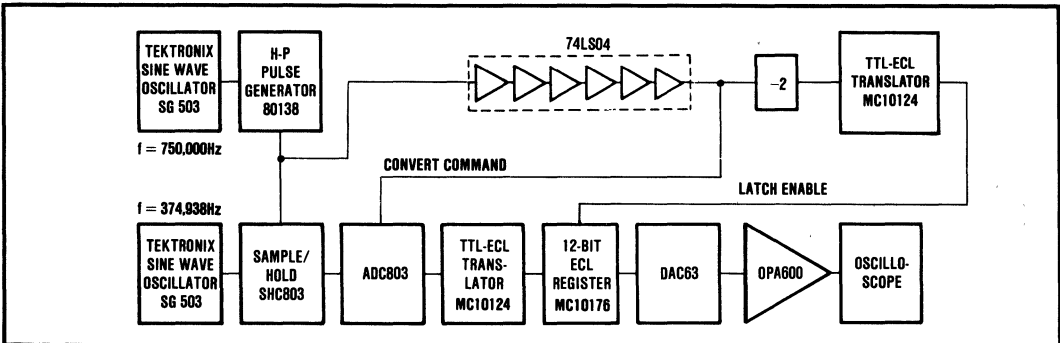 74LS04
TEKTRONIX
SINE WAVE
OSCILLATOR
SG 503
H-P
PULSE
GENERATOR
8013B
-2
TTL-ECL
TRANSLATOR
MC10124
f = 750,000Hz
CONVERT COMMAND
LATCH ENABLE
f = 374,938Hz
TEKTRONIX
SINE WAVE
OSCILLATOR
SG 503
SAMPLE/
HOLD
SHC803
ADC803
TTL-ECL
TRANS-
LATOR
MC10124
12-BIT
ECL
REGISTER
MC10176
DAC63
OPA600
OSCILLO-
SCOPE